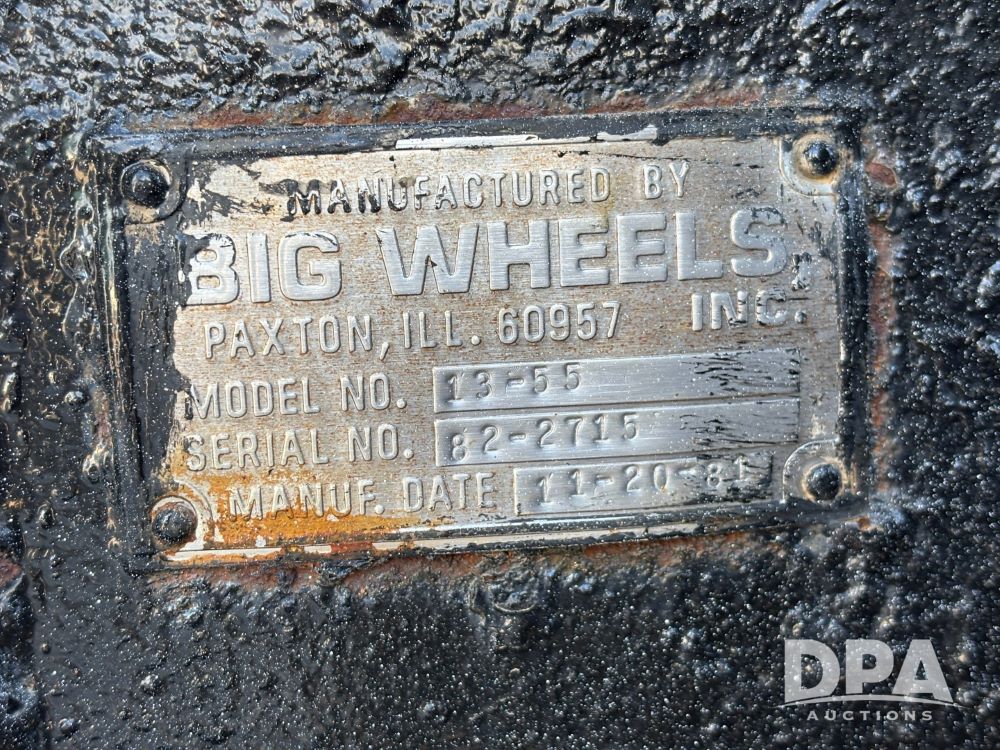 MANUFACTURED BY
BIG WHEELS,
PAXTON, ILL. 60957 INC.
MODEL NO. 13-55
SERIAL NO. 82-2715
MANUF. DATE 11-20-81
DPA
AUCTIONS